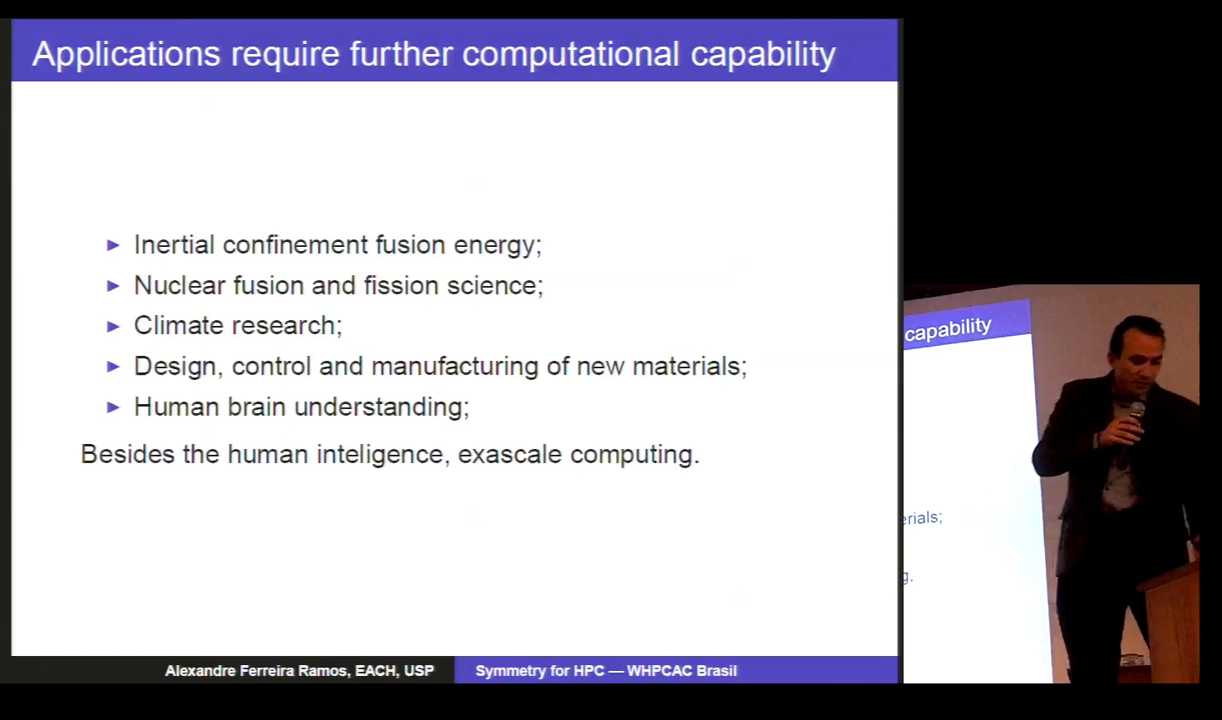 Applications require further computational capability
Inertial confinement fusion energy;
Nuclear fusion and fission science;
Climate research;
Design, control and manufacturing of new materials;
Human brain understanding;
Besides the human inteligence, exascale computing.
Alexandre Ferreira Ramos, EACH, USP
Symmetry for HPC — WHPCAC Brasil
capability
erials;
g.